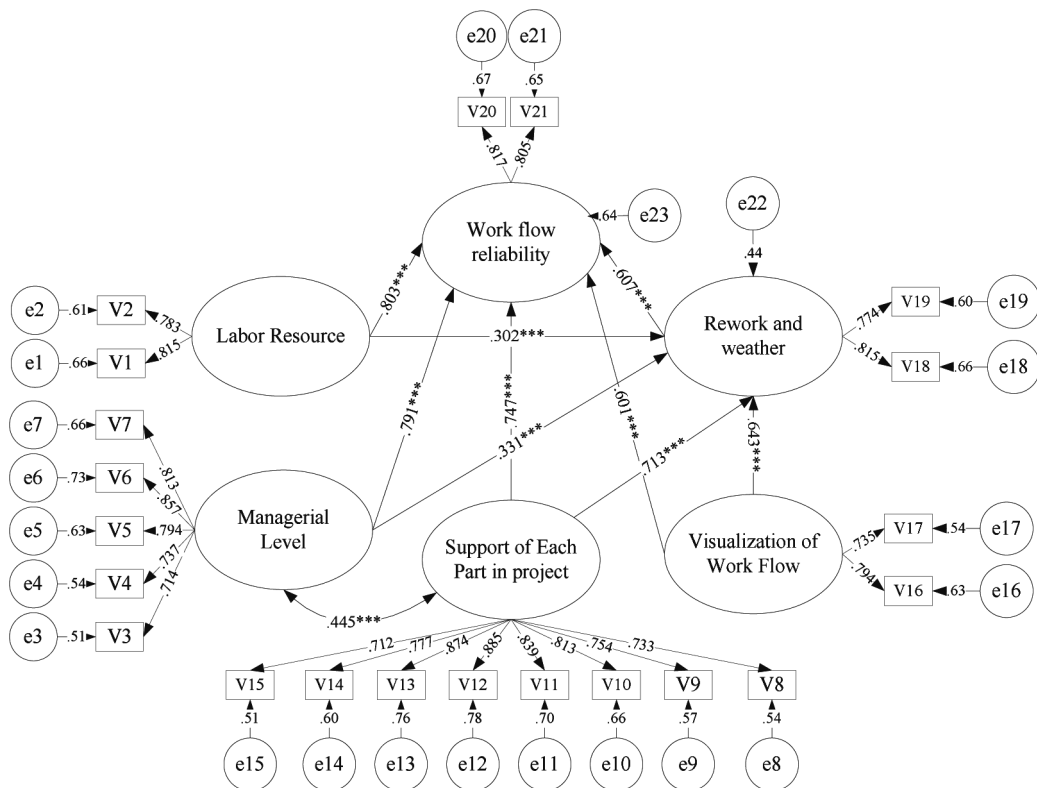 e20
e21
.67
.65
V20
V21
.817
.805
Work flow
reliability
.64
e23
e22
.44
.803***
.607***
e2
.61
V2
.783
e1
.66
V1
.815
Labor Resource
.302***
Rework and
weather
.774
V19
.60
e19
.815
V18
.66
e18
.791***
.747***
.331***
.601***
.713***
.643***
e7
.66
V7
.813
e6
.73
V6
.857
e5
.63
V5
.794
e4
.54
V4
.737
e3
.51
V3
.714
Managerial
Level
Support of Each
Part in project
Visualization of
Work Flow
.735
V17
.54
e17
.794
V16
.63
e16
.445***
.712
.777
.874
.885
.839
.813
.754
.733
V15
V14
V13
V12
V11
V10
V9
V8
.51
.60
.76
.78
.70
.66
.57
.54
e15
e14
e13
e12
e11
e10
e9
e8